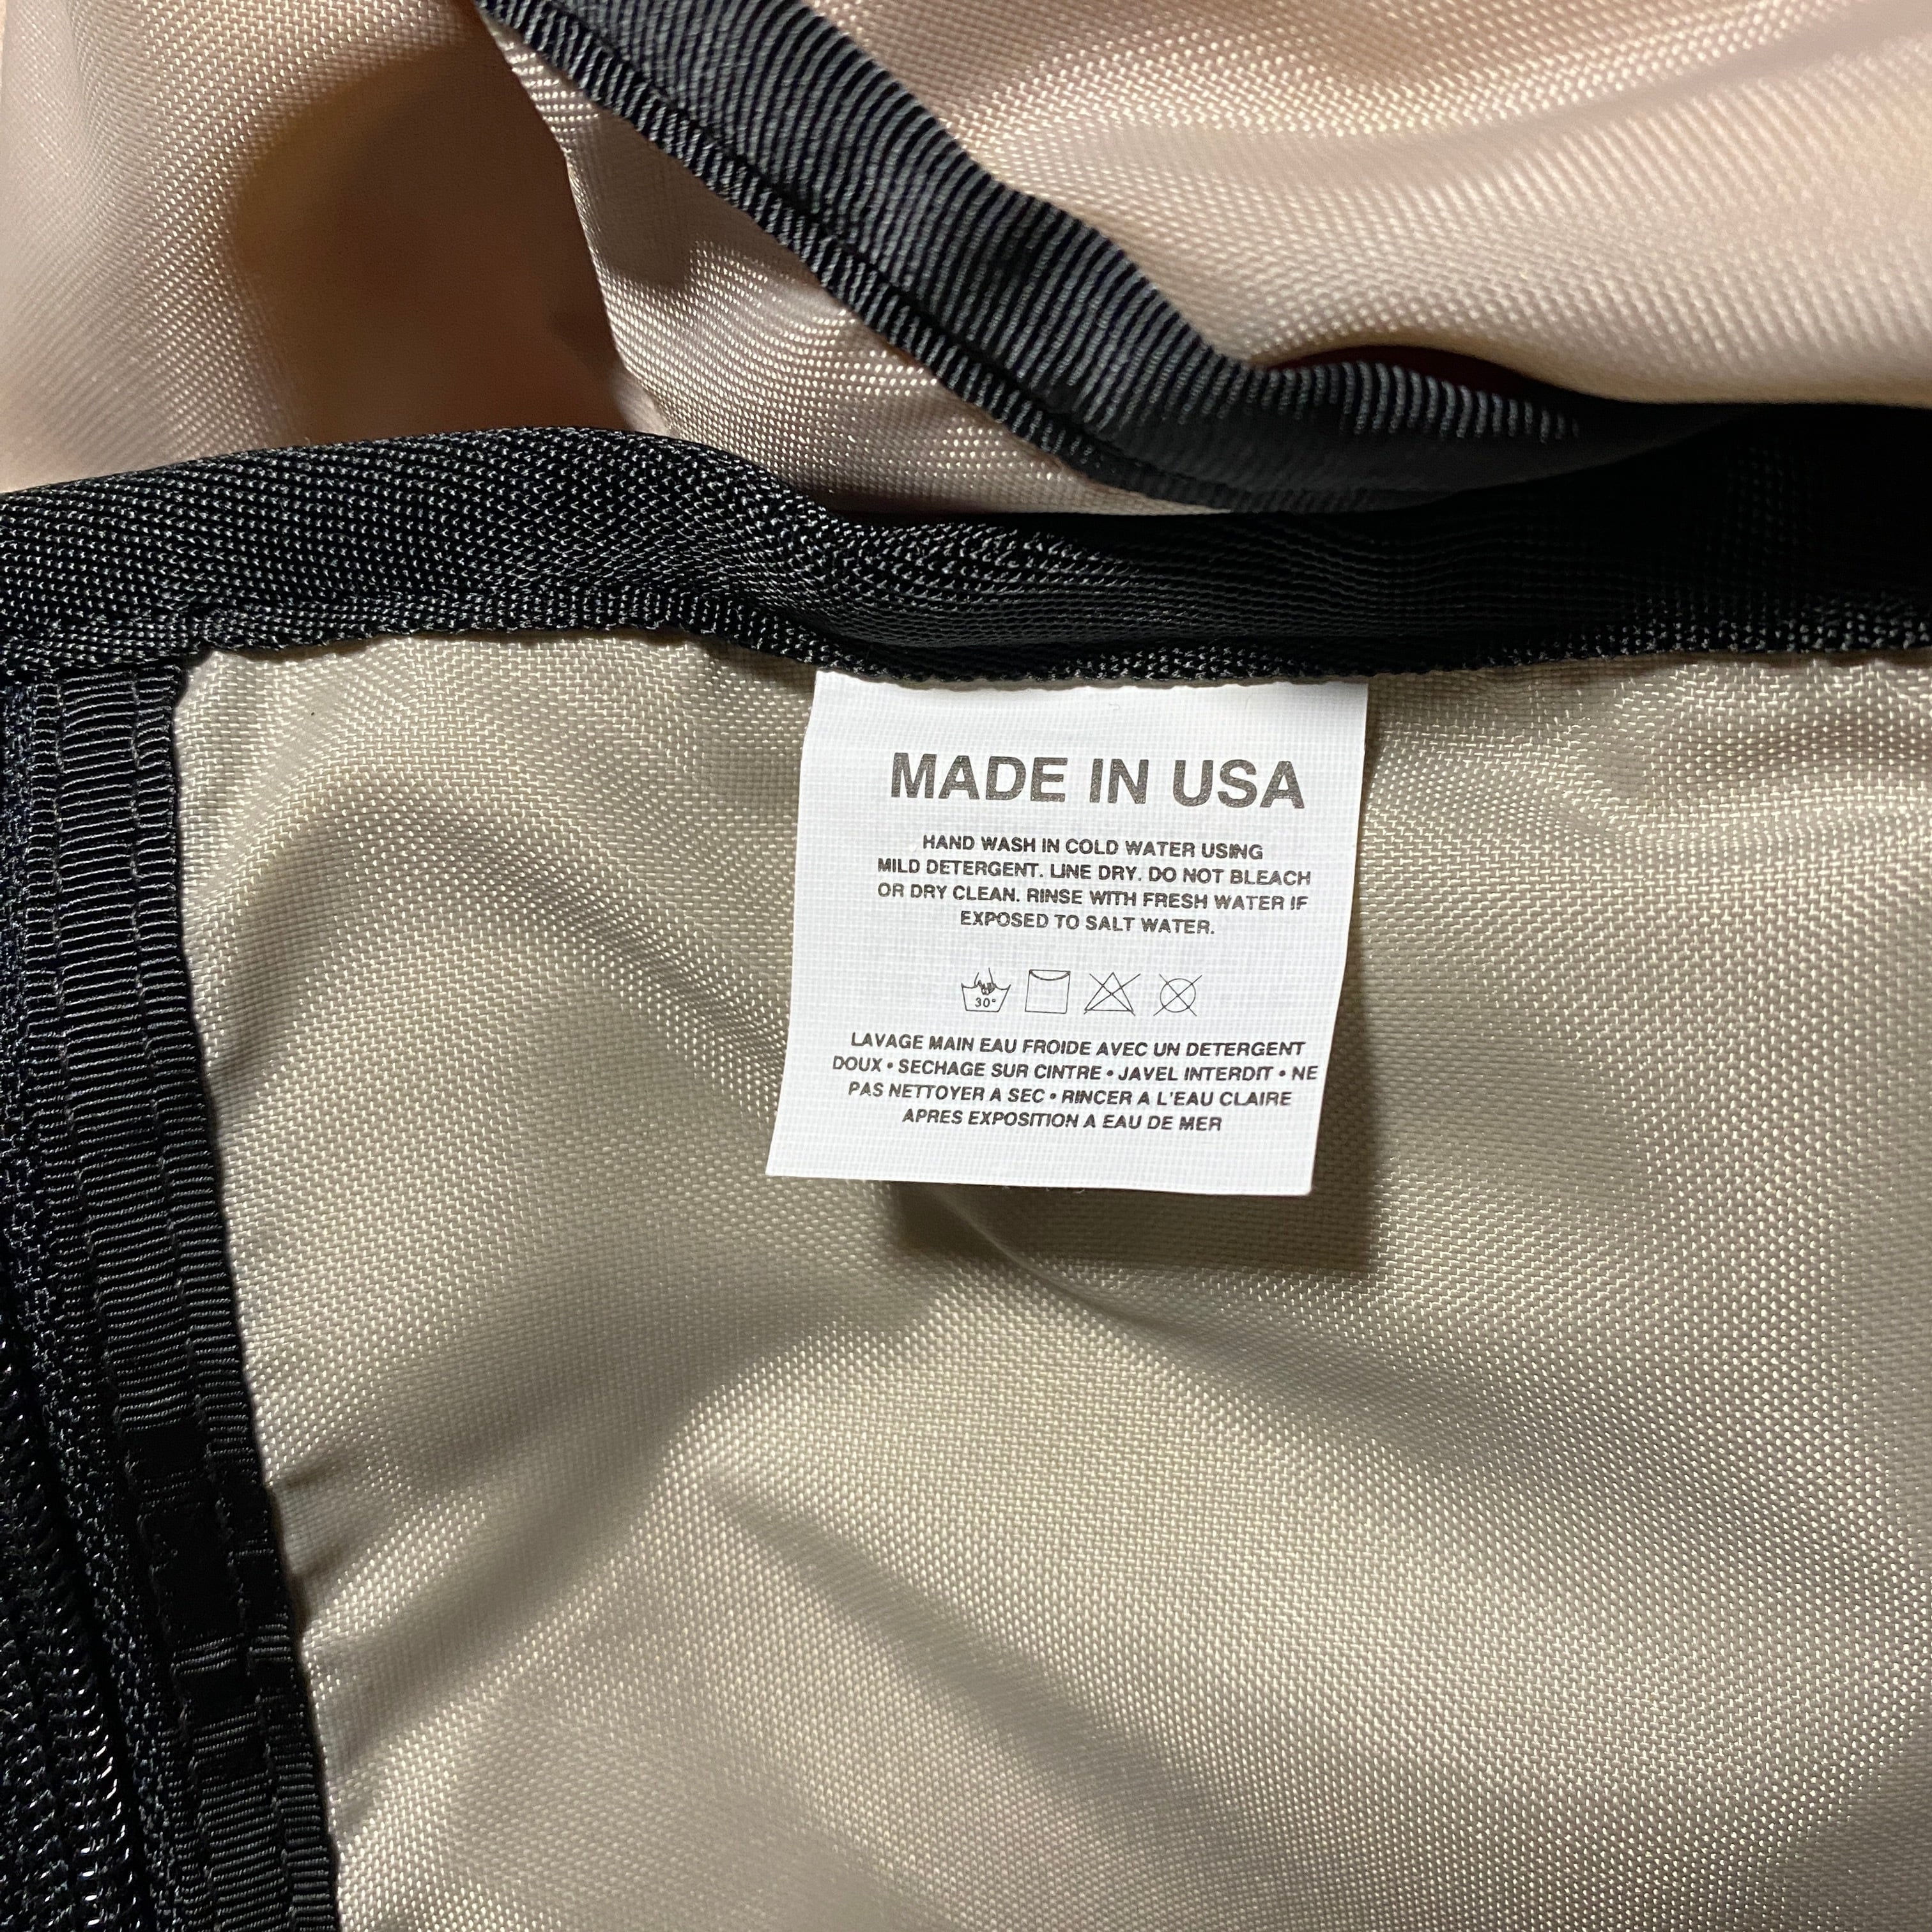 MADE IN USA
HAND WASH IN COLD WATER USING
MILD DETERGENT. LINE DRY. DO NOT BLEACH
OR DRY CLEAN. RINSE WITH FRESH WATER IF
EXPOSED TO SALT WATER.
30°
LAVAGE MAIN EAU FROIDE AVEC UN DETERGENT
DOUX • SECHAGE SUR CINTRE • JAVEL INTERDIT • NE
PAS NETTOYER A SEC • RINCER A L'EAU CLAIRE
APRES EXPOSITION A EAU DE MER